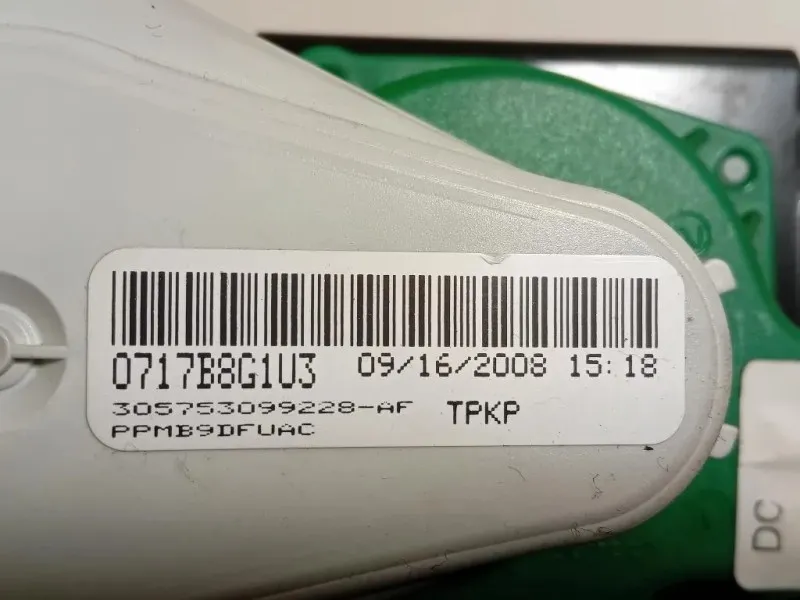 0717B8G1U3 09/16/2008 15:18
305753099228-AF TPKP
PPMB9DFUAC
DC